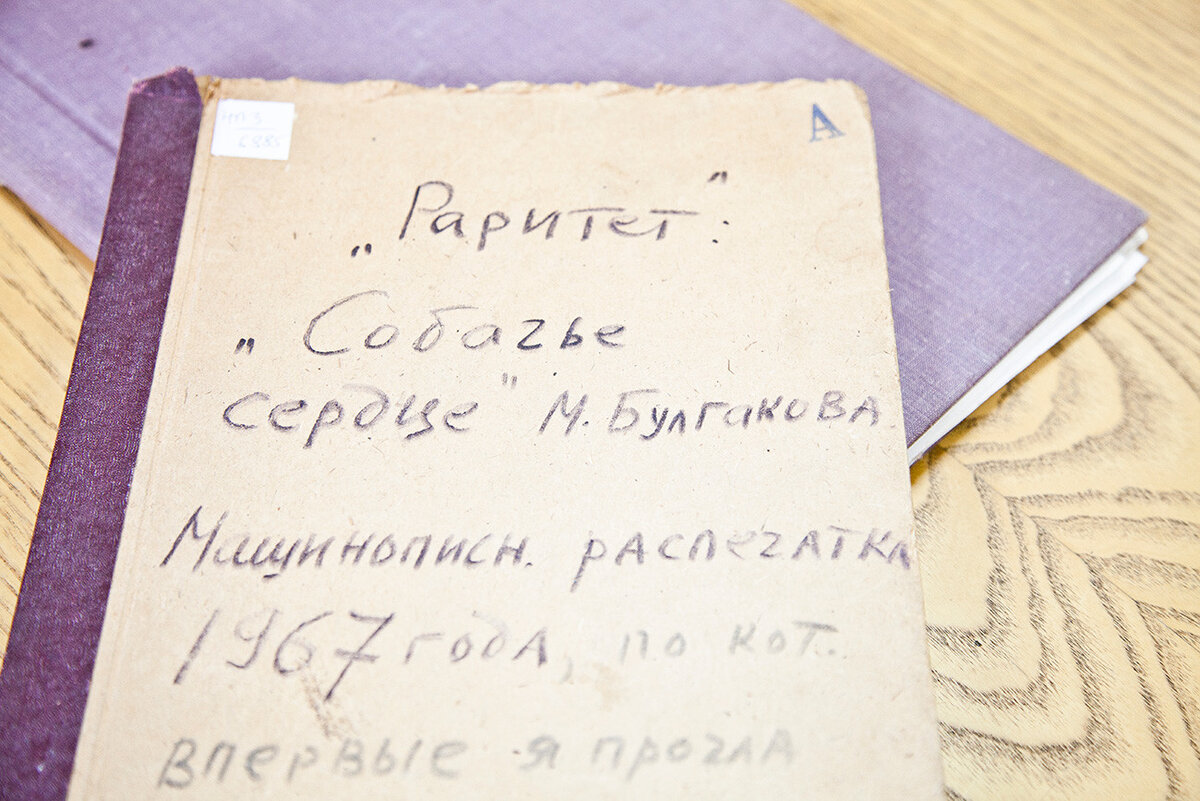 А
„Раритет":
„Собачье
сердце" М. Булгакова.
Машинописн. распечатка
1967 года, по кот.
впервые я прочла